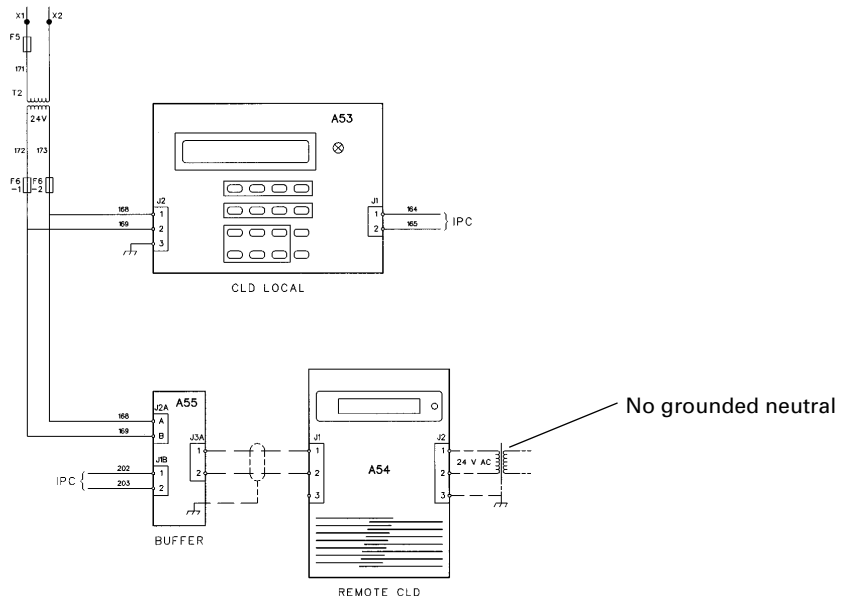 X1 X2
F5
171
T2
24V
172 173
F6 -1 F6 -2
A53
J2
168 1
169 2
3
J1
1 164
2 165
IPC
CLD LOCAL
A55
J2A
168 A
169 B
J3A
1
2
J1B
IPC 202 1
203 2
BUFFER
J1
1
2
3
A54
J2
1
24 V AC
2
3
REMOTE CLD
No grounded neutral